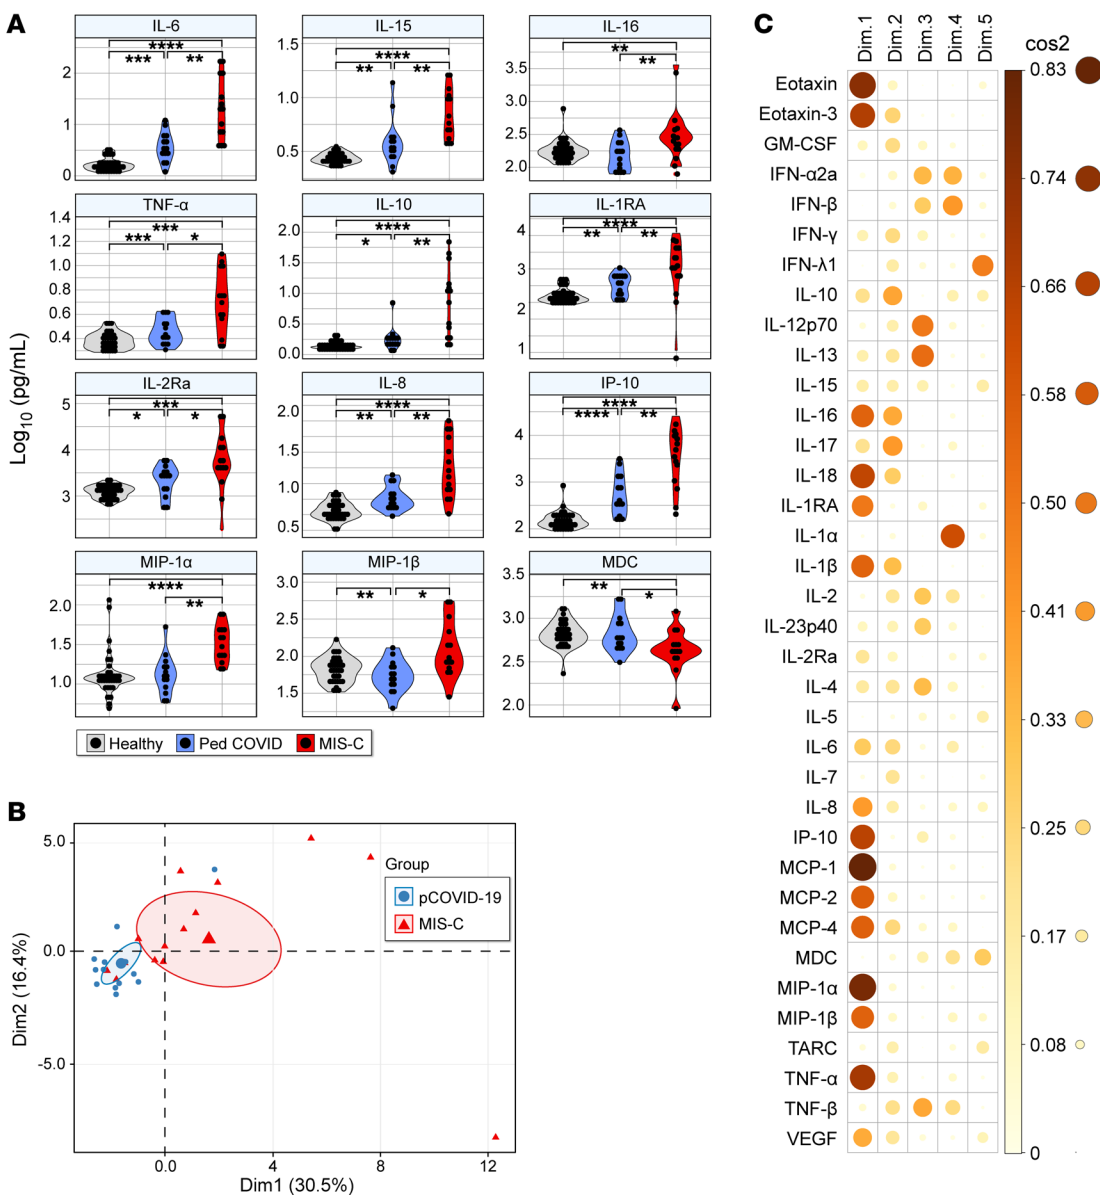 A
IL-6
IL-15
IL-16
**** **** **
*** ** ** ** **
2
1
0
1.5
1.0
0.5
3.5
3.0
2.5
2.0
TNF-α
IL-10
IL-1RA
*** **** ****
*** * * ** ** **
1.4
1.2
1.0
0.8
0.6
0.4
2.0
1.5
1.0
0.5
0.0
4
3
2
1
Log10 (pg/mL)
IL-2Ra
IL-8
IP-10
*** **** ****
* * ** ** **** **
5
4
3
2.0
1.5
1.0
0.5
4
3
2
MIP-1α
MIP-1β
MDC
**** **
** ** * *
2.0
1.0
3.0
2.5
2.0
1.5
3.5
3.0
2.5
2.0
Healthy Ped COVID MIS-C
B
5.0
0.0
-5.0
Dim2 (16.4%)
Group
pCOVID-19
MIS-C
0.0 4 8 12
Dim1 (30.5%)
C
Dim.1 Dim.2 Dim.3 Dim.4 Dim.5
cos2
Eotaxin
Eotaxin-3
GM-CSF
IFN-α2a
IFN-β
IFN-γ
IFN-λ1
IL-10
IL-12p70
IL-13
IL-15
IL-16
IL-17
IL-18
IL-1RA
IL-1α
IL-1β
IL-2
IL-23p40
IL-2Ra
IL-4
IL-5
IL-6
IL-7
IL-8
IP-10
MCP-1
MCP-2
MCP-4
MDC
MIP-1α
MIP-1β
TARC
TNF-α
TNF-β
VEGF
0.83
0.74
0.66
0.58
0.50
0.41
0.33
0.25
0.17
0.08
0